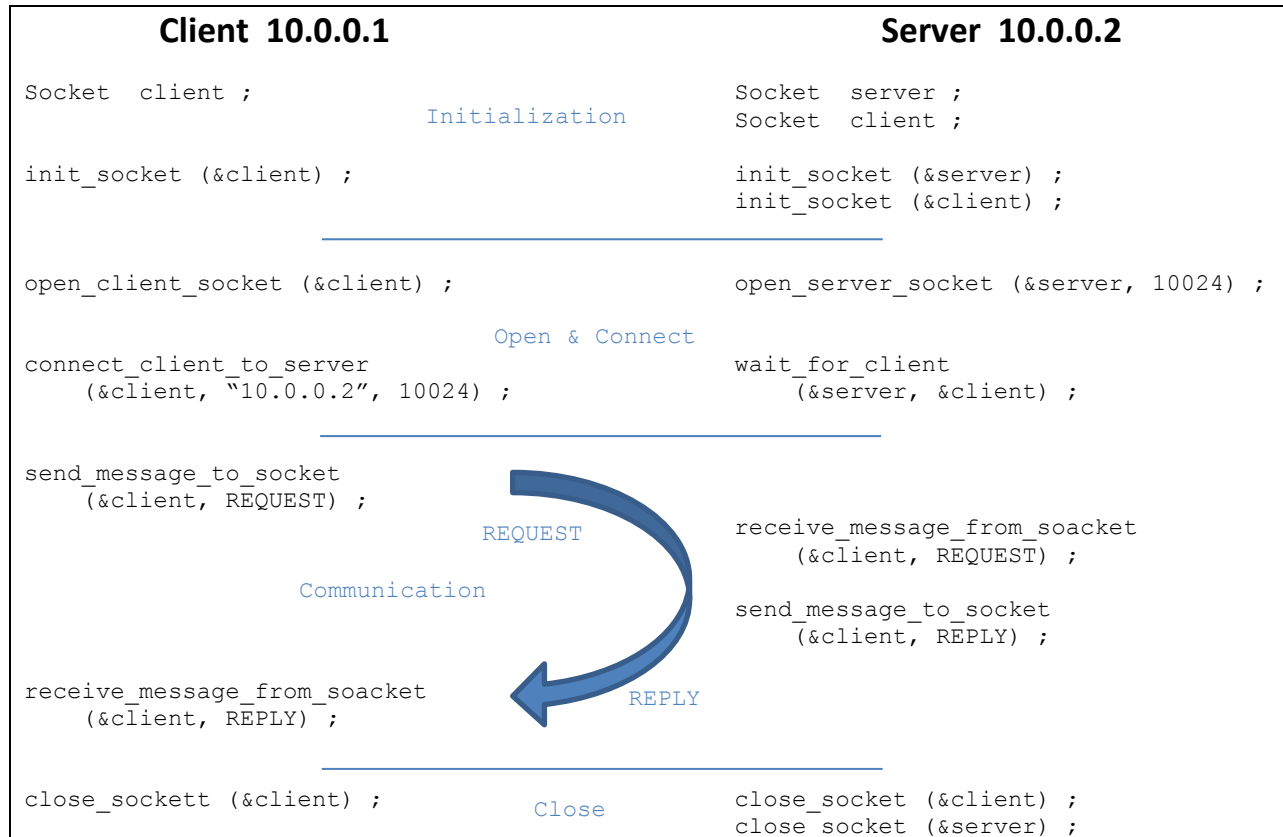 Client 10.0.0.1
Server 10.0.0.2
Socket client ;
Socket server ;
Initialization
Socket client ;
init_socket (&client) ;
init_socket (&server) ;
init_socket (&client) ;
open_client_socket (&client) ;
open_server_socket (&server, 10024) ;
Open & Connect
connect_client_to_server
(&client, “10.0.0.2”, 10024) ;
wait_for_client
(&server, &client) ;
send_message_to_socket
(&client, REQUEST) ;
REQUEST
receive_message_from_soacket
(&client, REQUEST) ;
Communication
send_message_to_socket
(&client, REPLY) ;
receive_message_from_soacket
(&client, REPLY) ;
REPLY
close_sockett (&client) ;
Close
close_socket (&client) ;
close_socket (&server) ;